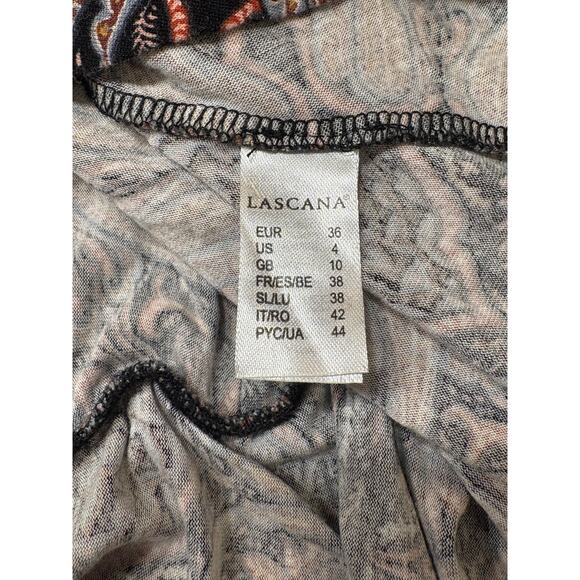 LASCANA®
EUR 36
US 4
GB 10
FR/ES/BE 38
SL/LU 38
IT/RO 42
PYC/UA 44